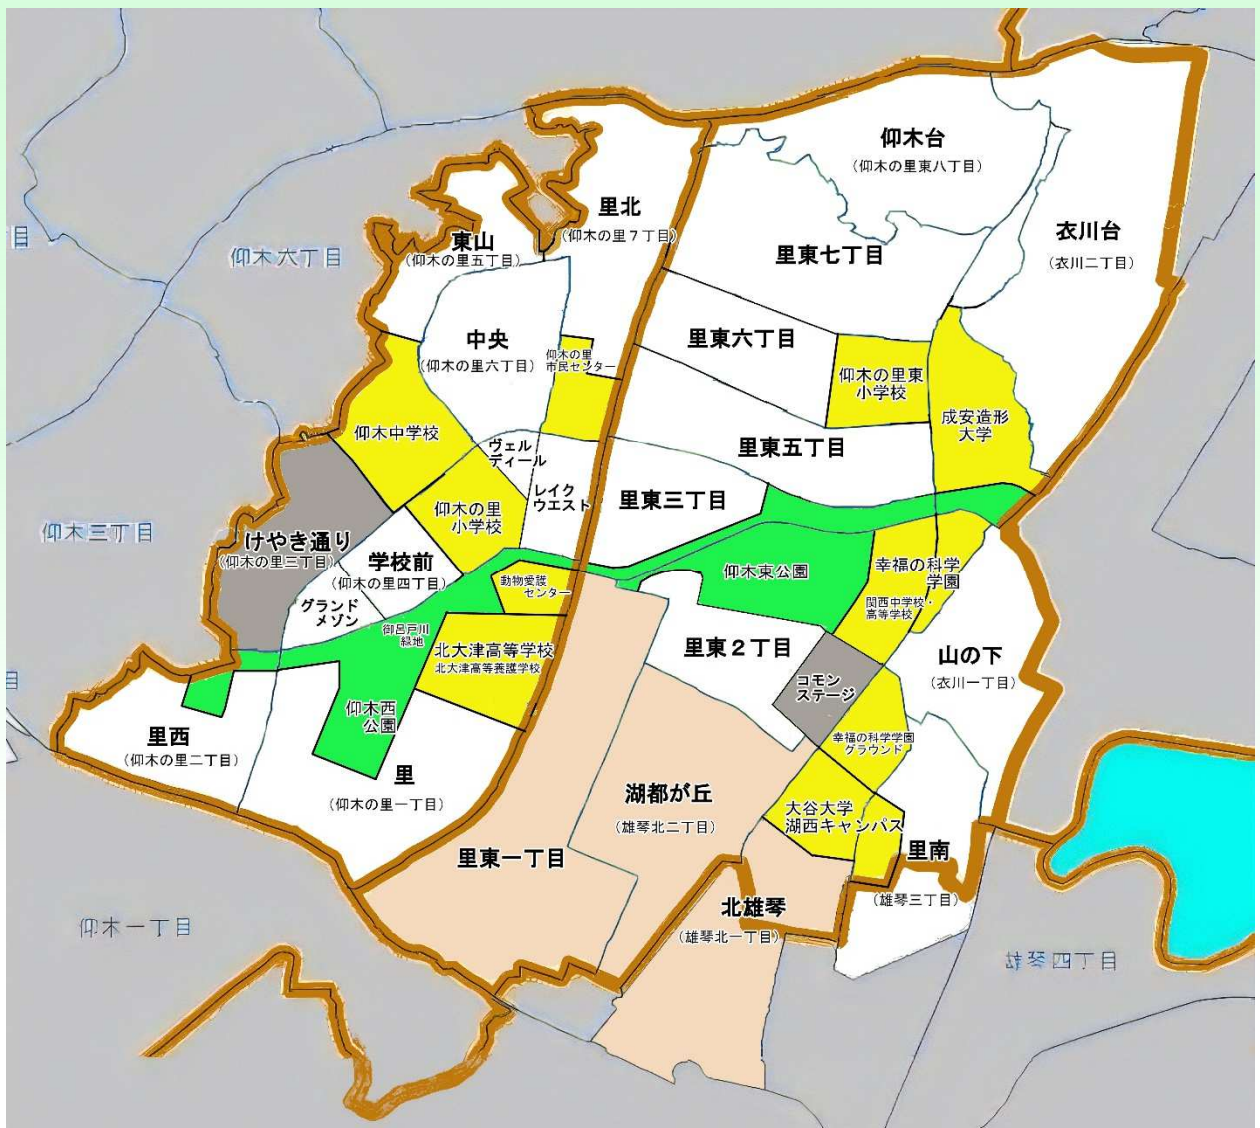 仰木台
(仰木の里東八丁目)
里北
(仰木の里7丁目)
東山
(仰木の里五丁目)
衣川台
(衣川二丁目)
里東七丁目
仰木六丁目
中央
(仰木の里六丁目)
仰木の里
市民センター
里東六丁目
仰木の里東
小学校
成安造形
大学
仰木中学校
ヴェル
ディール
里東五丁目
レイク
ウエスト
里東三丁目
仰木の里
小学校
仰木三丁目
けやき通り
(仰木の里三丁目)
学校前
(仰木の里四丁目)
グランド
メゾン
動物愛護
センター
仰木東公園
幸福の科学
学園
関西中学校・
高等学校
御呂戸川
緑地
北大津高等学校
北大津高等養護学校
里東2丁目
山の下
(衣川一丁目)
コモン
ステージ
仰木西
公園
里西
(仰木の里二丁目)
里
(仰木の里一丁目)
幸福の科学学園
グラウンド
湖都が丘
(雄琴北二丁目)
大谷大学
湖西キャンパス
里東一丁目
里南
(雄琴三丁目)
北雄琴
(雄琴北一丁目)
仰木一丁目
雄琴四丁目
目
目